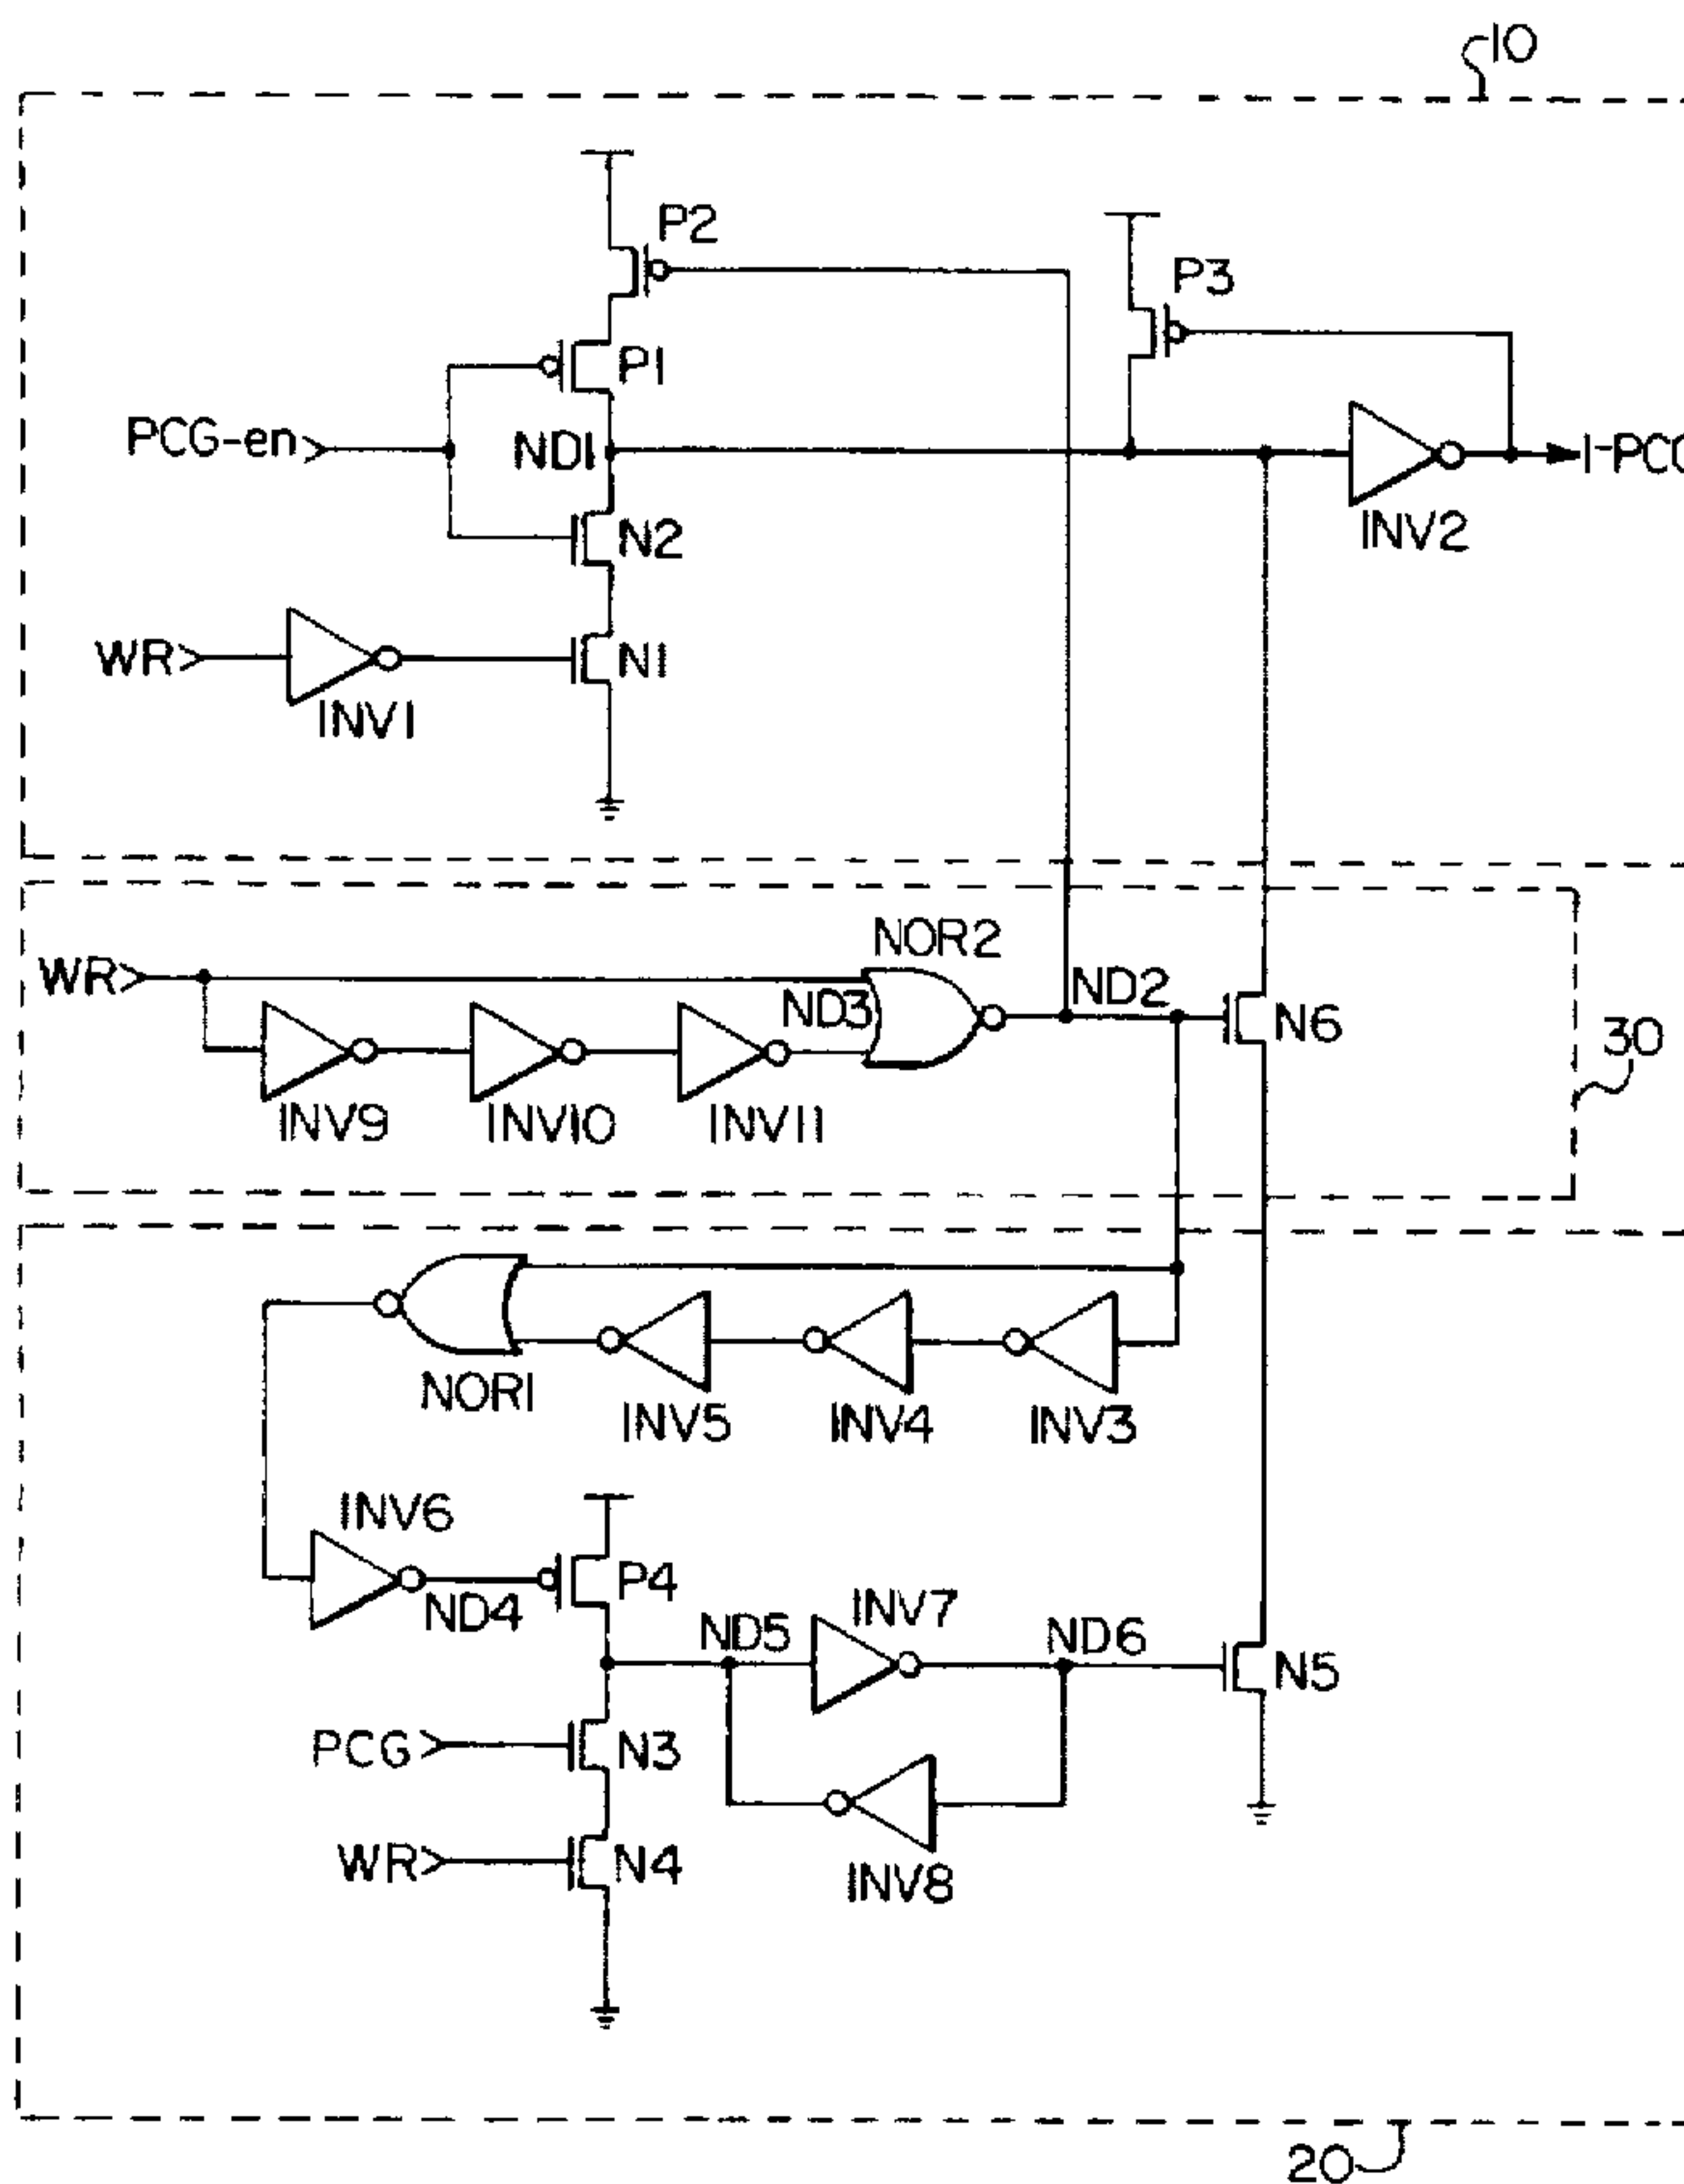 10
P2
P3
P1
PCG-en
ND1
I-PCG
N2
INV2
WR
N1
INV1
NOR2
WR
ND3
ND2
N6
30
INV9
INV10
INV11
NOR1
INV5
INV4
INV3
INV6
P4
INV7
ND4
ND5
ND6
N5
PCG
N3
WR
N4
INV8
20